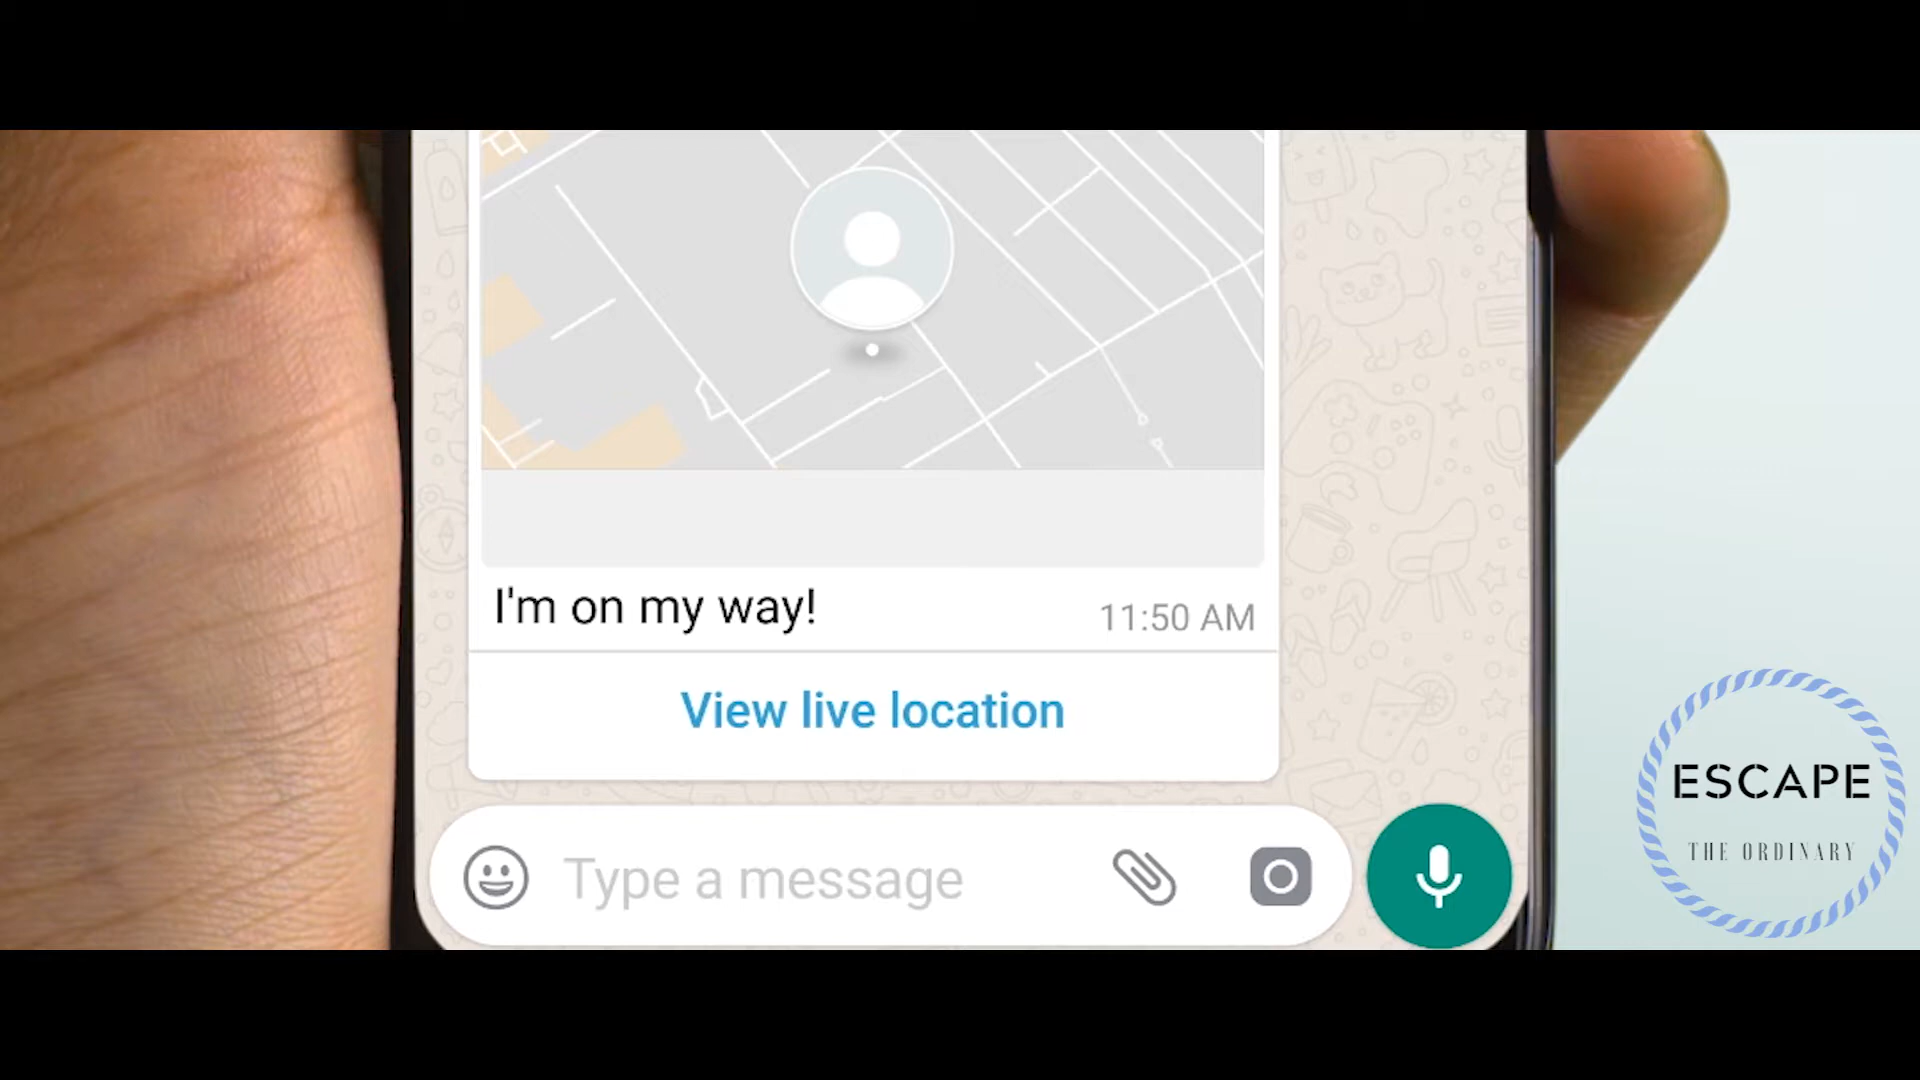 I'm on my way!
11:50 AM
View live location
Type a message
ESCAPE
THE ORDINARY